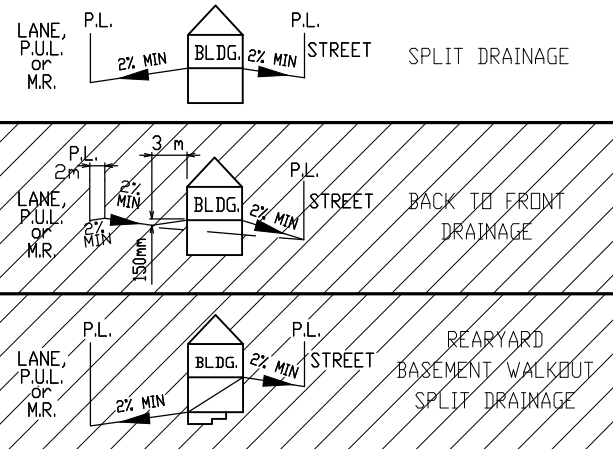 P.L.
P.L.
LANE,
P.U.L.
or
M.R.
2% MIN
BLDG.
2% MIN
STREET
SPLIT DRAINAGE
3 m
P.L.
2m
P.L.
2%
MIN
LANE,
P.U.L.
or
M.R.
2%
MIN
BLDG.
2% MIN
STREET
150mm
BACK TO FRONT
DRAINAGE
P.L.
P.L.
LANE,
P.U.L.
or
M.R.
BLDG.
2% MIN
STREET
2% MIN
REARYARD
BASEMENT WALKOUT
SPLIT DRAINAGE